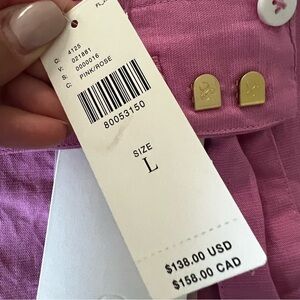 D: 4125
V: 021881
S: 0000016
C: PINK/ROSE
80053150
SIZE
L
$138.00 USD
$158.00 CAD